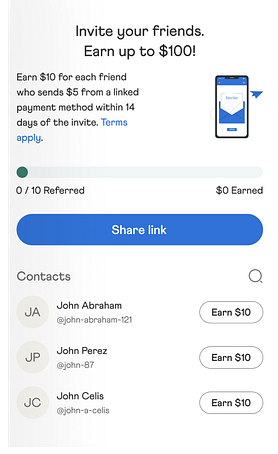 Invite your friends.
Earn up to $100!
Earn $10 for each friend
who sends $5 from a linked
payment method within 14
days of the invite. Terms
apply.
0 / 10 Referred
$0 Earned
Share link
Contacts
JA
John Abraham
@john-abraham-121
Earn $10
JP
John Perez
@john-87
Earn $10
JC
John Celis
@john-a-celis
Earn $10